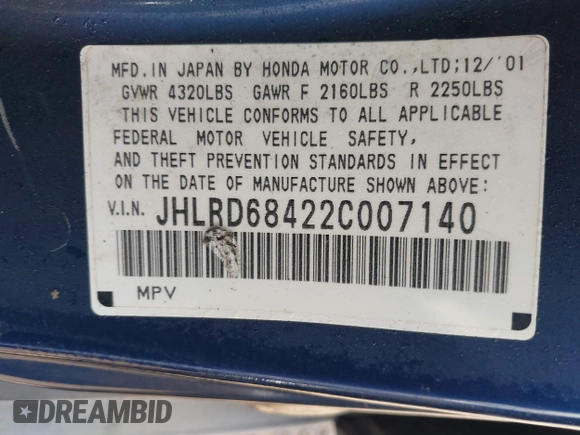 MFD. IN JAPAN BY HONDA MOTOR CO.,LTD;12/'01
GVWR 4320LBS GAWR F 2160LBS R 2250LBS
THIS VEHICLE CONFORMS TO ALL APPLICABLE
FEDERAL MOTOR VEHICLE SAFETY,
AND THEFT PREVENTION STANDARDS IN EFFECT
ON THE DATE OF MANUFACTURE SHOWN ABOVE:
V.I.N. JHLRD68422C007140
MPV
DREAMBID